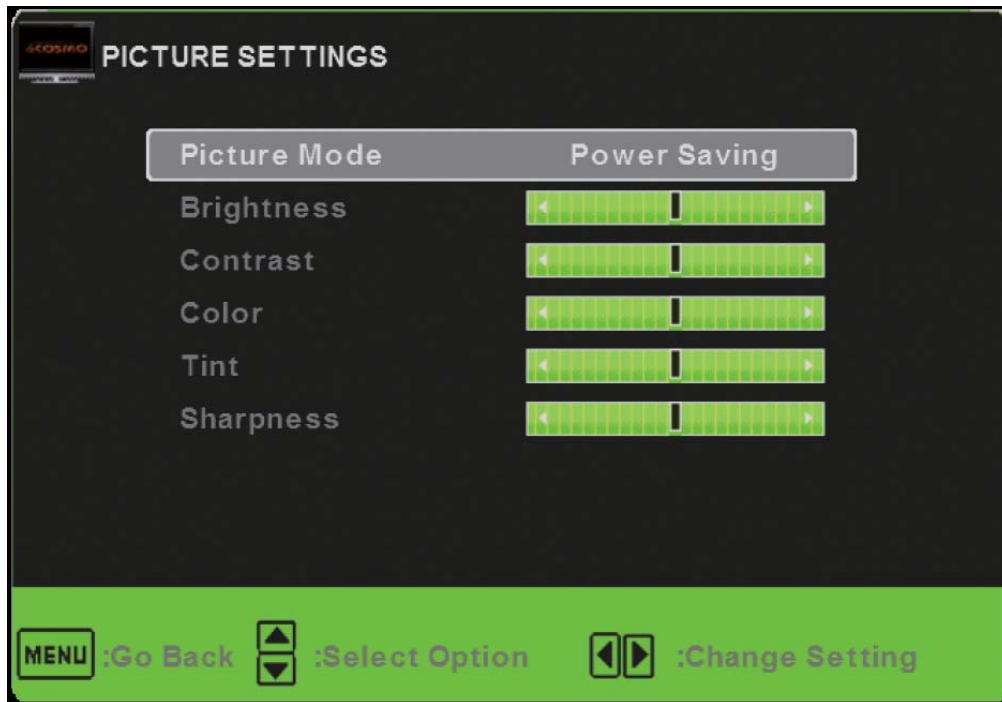 PICTURE SETTINGS
Picture Mode Power Saving
Brightness
Contrast
Color
Tint
Sharpness
MENU :Go Back :Select Option :Change Setting